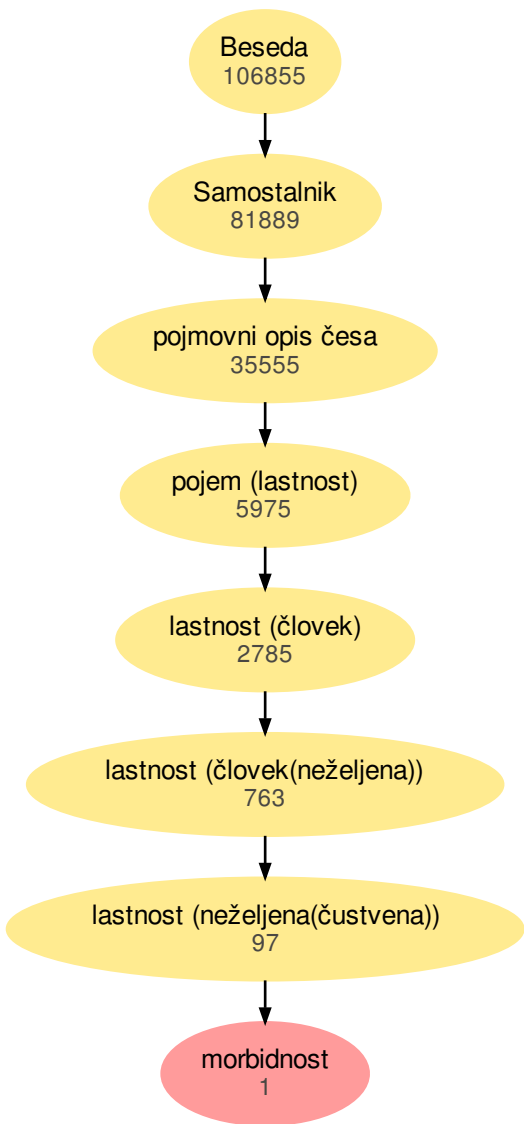 Beseda
106855
Samostalnik
81889
pojmovni opis česa
35555
pojem (lastnost)
5975
lastnost (človek)
2785
lastnost (človek(neželjena))
763
lastnost (neželjena(čustvena))
97
morbidnost
1